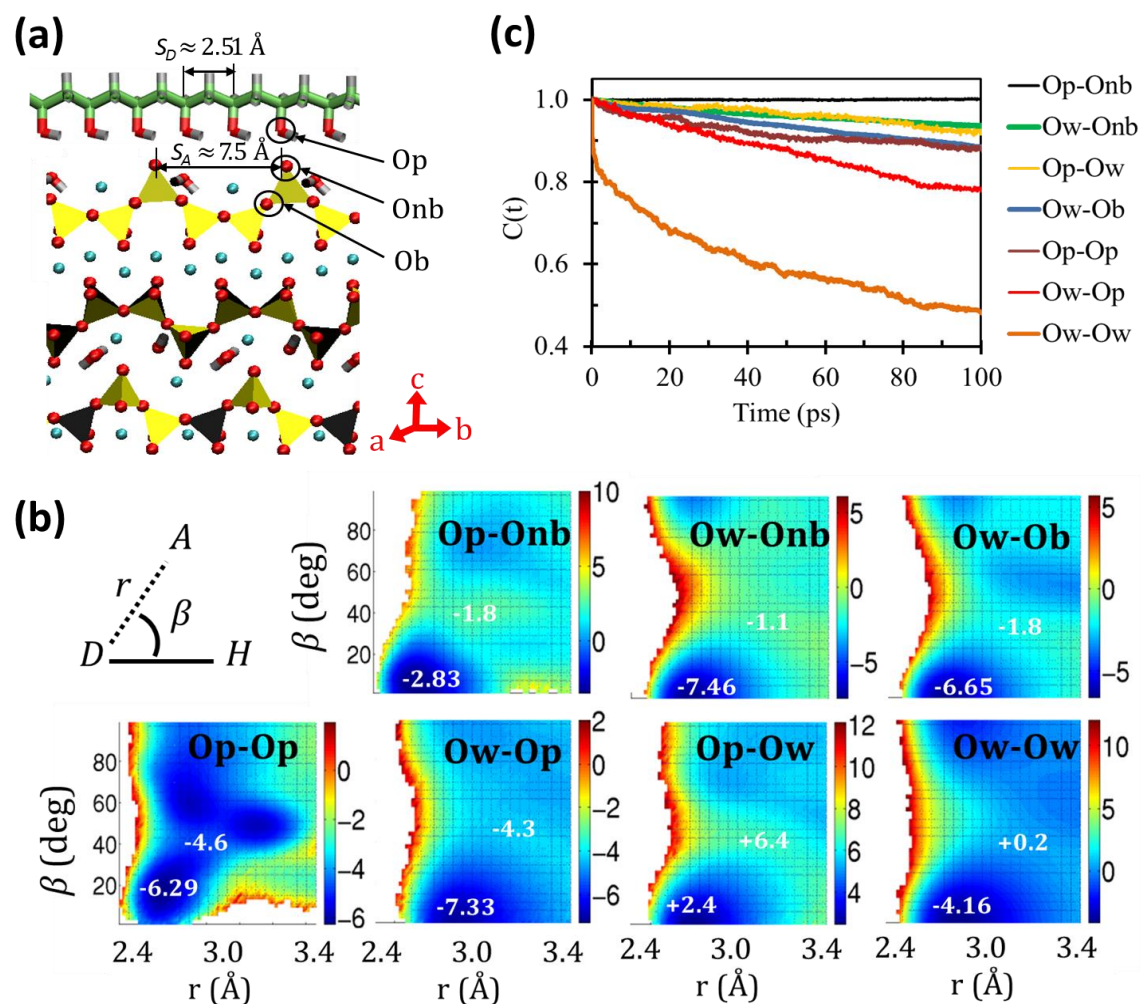 (a)
S_D ≈ 2.51 Å
S_A ≈ 7.5 Å
Op
Onb
Ob
c
a
b
(c)
C(t)
1.0
0.8
0.6
0.4
0 20 40 60 80 100
Time (ps)
Op-Onb
Ow-Onb
Op-Ow
Ow-Ob
Op-Op
Ow-Op
Ow-Ow
(b)
A
r
β
D H
β (deg)
80
60
40
20
Op-Onb
-1.8
-2.83
10
5
0
Ow-Onb
-1.1
-7.46
5
0
−5
Ow-Ob
-1.8
-6.65
5
0
−5
β (deg)
80
60
40
20
Op-Op
-4.6
-6.29
0
−2
−4
−6
2.4 3.0 3.4
r (Å)
Ow-Op
-4.3
-7.33
2
0
−2
−4
−6
2.4 3.0 3.4
r (Å)
Op-Ow
+6.4
+2.4
12
10
8
6
4
2.4 3.0 3.4
r (Å)
Ow-Ow
+0.2
-4.16
10
5
0
2.4 3.0 3.4
r (Å)